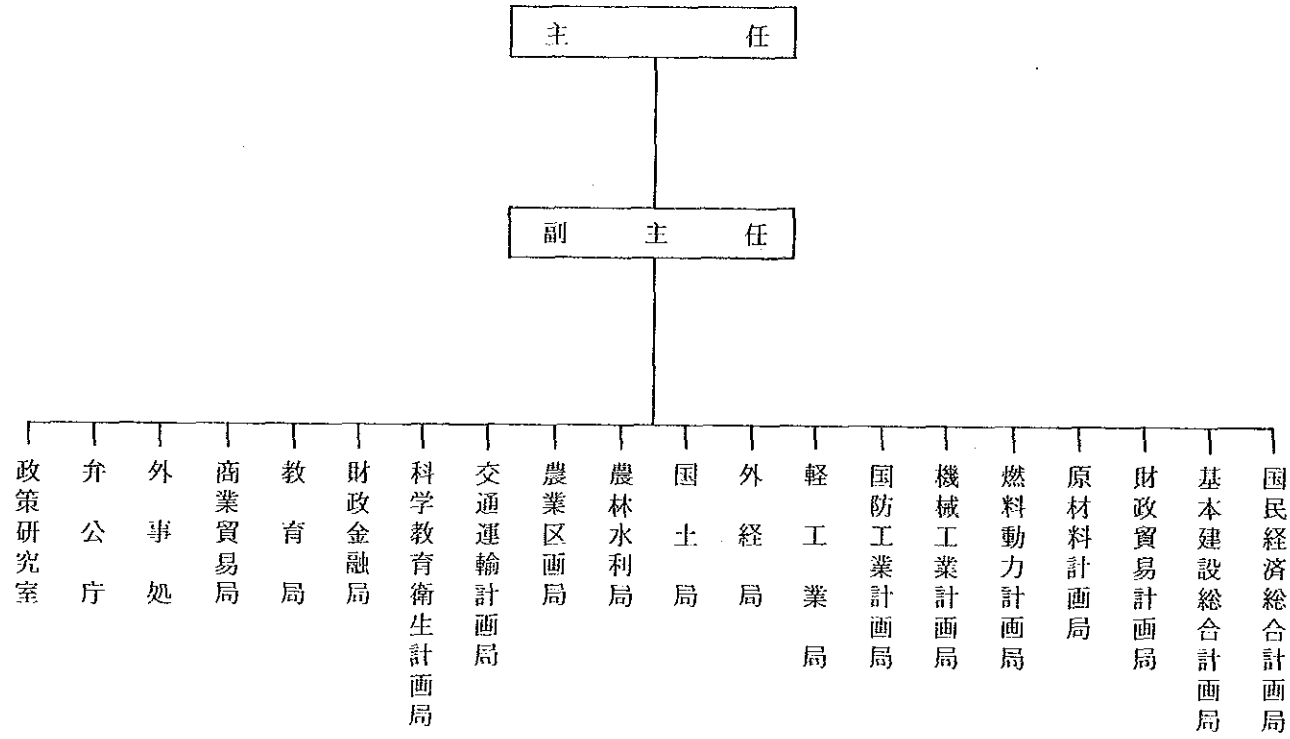 主任
副主任
国民経済総合計画局
基本建設総合計画局
財政貿易計画局
原材料計画局
燃料動力計画局
機械工業計画局
国防工業計画局
軽工業局
外経局
国土局
農林水利局
農業区画局
交通運輸計画局
科学教育衛生計画局
財政金融局
教育局
商業貿易局
外事処
弁公庁
政策研究室